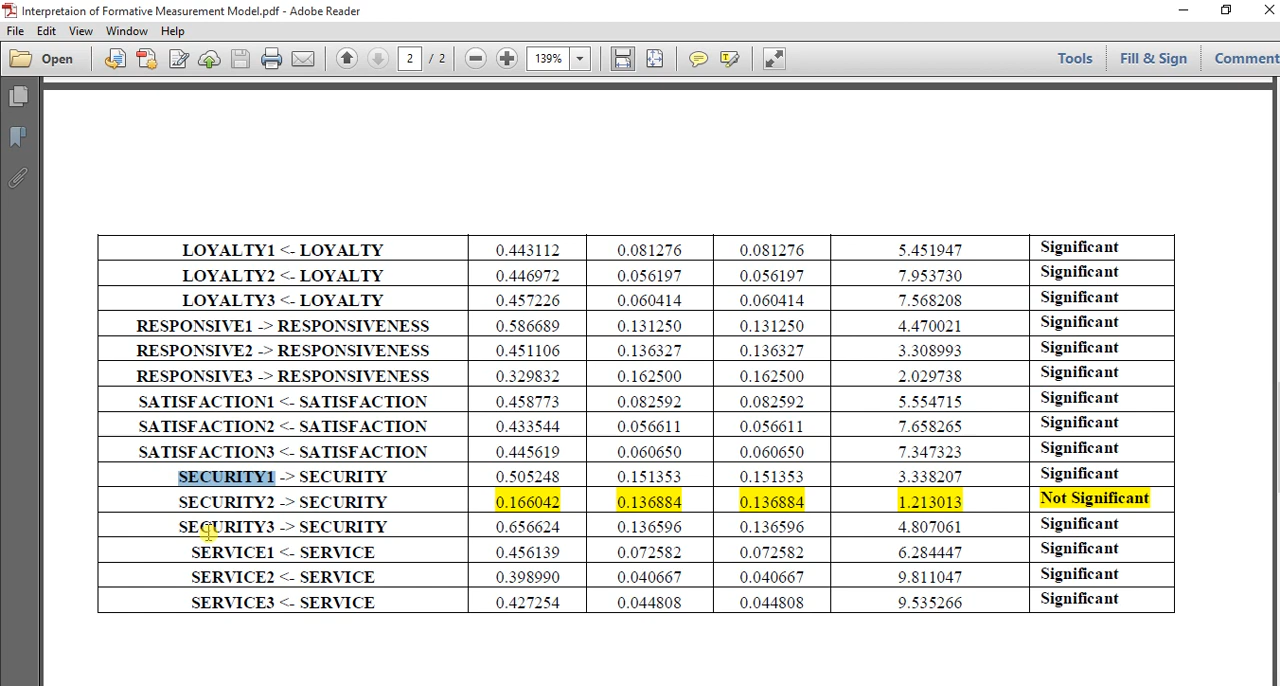 Interpretaion of Formative Measurement Model.pdf - Adobe Reader
File Edit View Window Help
Open 2 / 2 139% Tools Fill & Sign Comment
LOYALTY1 <- LOYALTY 0.443112 0.081276 0.081276 5.451947 Significant
LOYALTY2 <- LOYALTY 0.446972 0.056197 0.056197 7.953730 Significant
LOYALTY3 <- LOYALTY 0.457226 0.060414 0.060414 7.568208 Significant
RESPONSIVE1 -> RESPONSIVENESS 0.586689 0.131250 0.131250 4.470021 Significant
RESPONSIVE2 -> RESPONSIVENESS 0.451106 0.136327 0.136327 3.308993 Significant
RESPONSIVE3 -> RESPONSIVENESS 0.329832 0.162500 0.162500 2.029738 Significant
SATISFACTION1 <- SATISFACTION 0.458773 0.082592 0.082592 5.554715 Significant
SATISFACTION2 <- SATISFACTION 0.433544 0.056611 0.056611 7.658265 Significant
SATISFACTION3 <- SATISFACTION 0.445619 0.060650 0.060650 7.347323 Significant
SECURITY1 -> SECURITY 0.505248 0.151353 0.151353 3.338207 Significant
SECURITY2 -> SECURITY 0.166042 0.136884 0.136884 1.213013 Not Significant
SECURITY3 -> SECURITY 0.656624 0.136596 0.136596 4.807061 Significant
SERVICE1 <- SERVICE 0.456139 0.072582 0.072582 6.284447 Significant
SERVICE2 <- SERVICE 0.398990 0.040667 0.040667 9.811047 Significant
SERVICE3 <- SERVICE 0.427254 0.044808 0.044808 9.535266 Significant